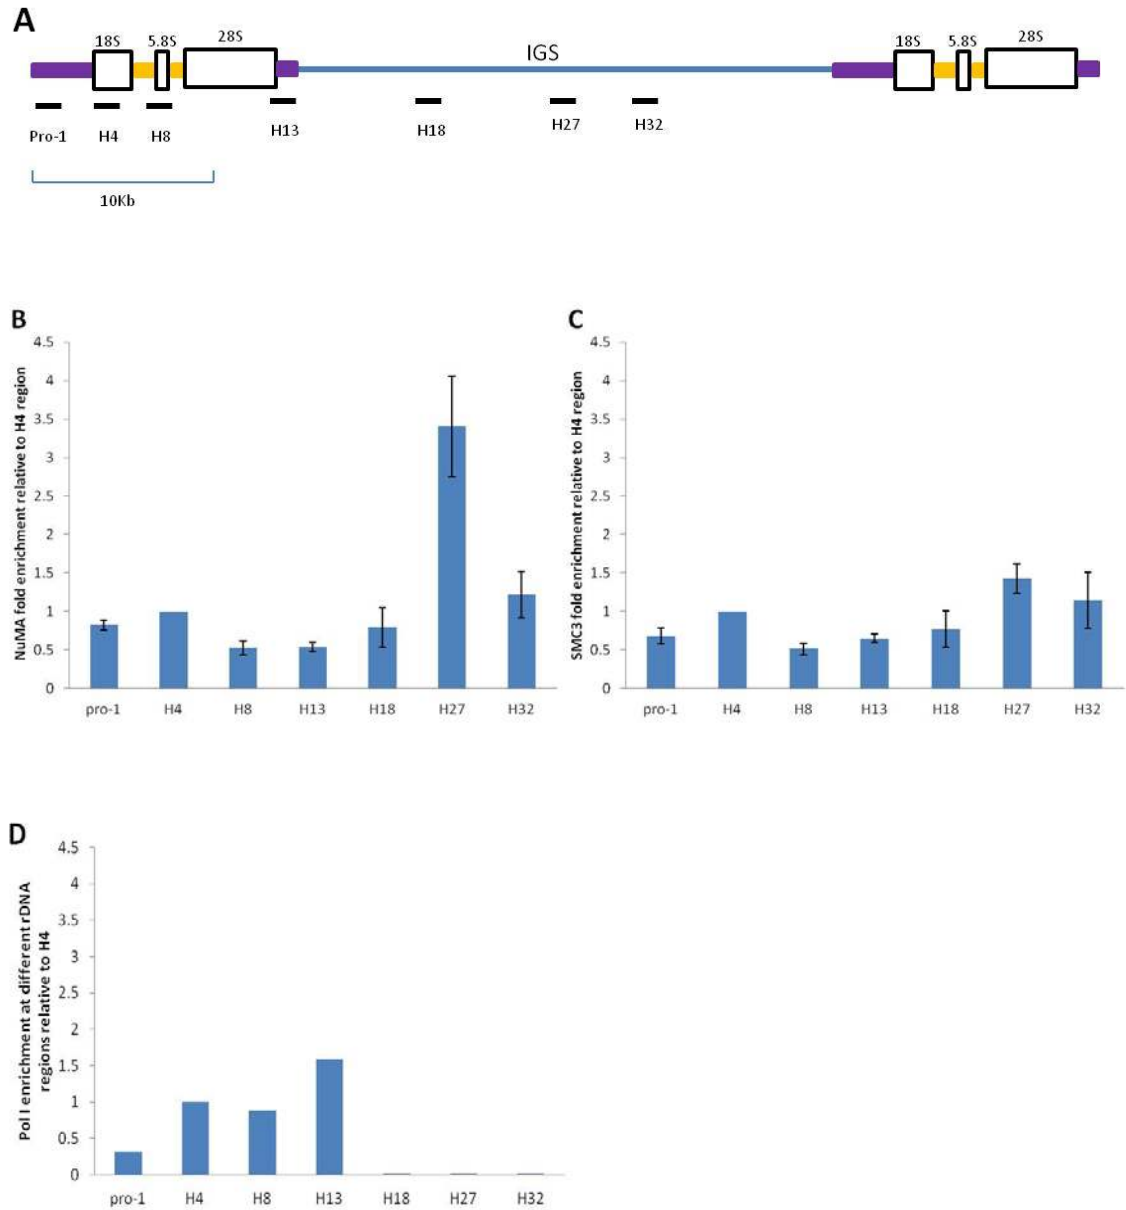 A
18S
5.8S
28S
IGS
18S
5.8S
28S
Pro-1
H4
H8
H13
H18
H27
H32
10Kb
B
NuMA fold enrichment relative to H4 region
4.5
4
3.5
3
2.5
2
1.5
1
0.5
0
pro-1
H4
H8
H13
H18
H27
H32
C
SMC3 fold enrichment relative to H4 region
4.5
4
3.5
3
2.5
2
1.5
1
0.5
0
pro-1
H4
H8
H13
H18
H27
H32
D
Pol I enrichment at different rDNA
regions relative to H4
4.5
4
3.5
3
2.5
2
1.5
1
0.5
0
pro-1
H4
H8
H13
H18
H27
H32